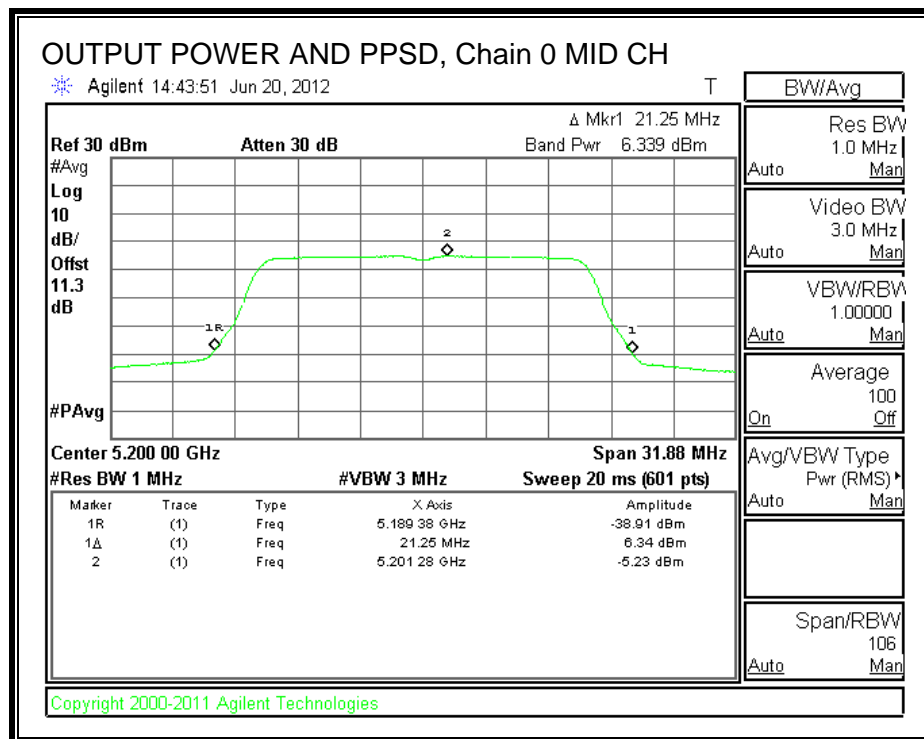 OUTPUT POWER AND PPSD, Chain 0 MID CH
Agilent 14:43:51 Jun 20, 2012 T
Δ Mkr1 21.25 MHz
Ref 30 dBm Atten 30 dB Band Pwr 6.339 dBm
#Avg
Log
10
dB/
Offst
11.3
dB
2
1R
1
#PAvg
Center 5.200 00 GHz Span 31.88 MHz
#Res BW 1 MHz #VBW 3 MHz Sweep 20 ms (601 pts)
Marker Trace Type X Axis Amplitude
1R (1) Freq 5.189 38 GHz -38.91 dBm
1Δ (1) Freq 21.25 MHz 6.34 dBm
2 (1) Freq 5.201 28 GHz -5.23 dBm
BW/Avg
Res BW
1.0 MHz
Auto Man
Video BW
3.0 MHz
Auto Man
VBW/RBW
1.00000
Auto Man
Average
100
On Off
Avg/VBW Type
Pwr (RMS)
Auto Man
Span/RBW
106
Auto Man
Copyright 2000-2011 Agilent Technologies